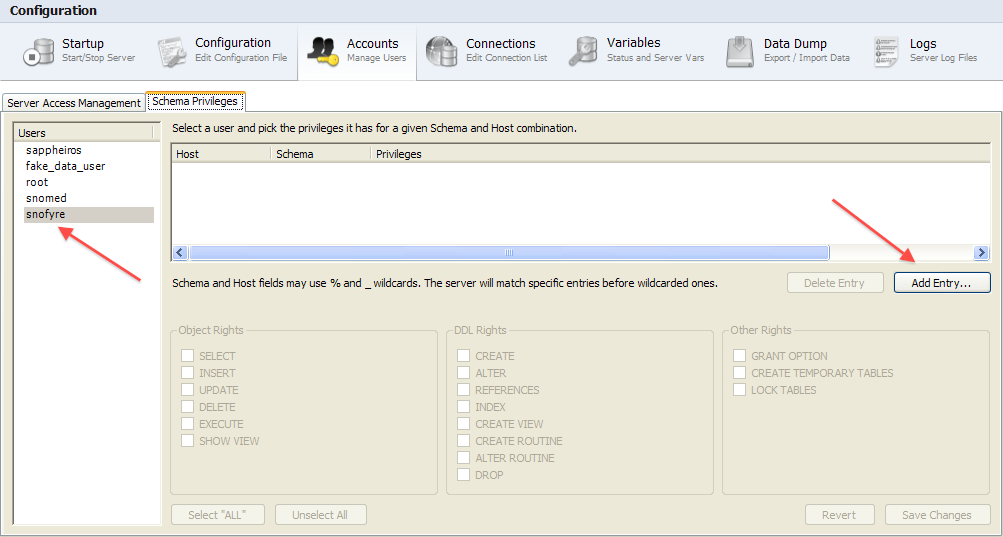 Configuration
Startup
Start/Stop Server
Configuration
Edit Configuration File
Accounts
Manage Users
Connections
Edit Connection List
Variables
Status and Server Vars
Data Dump
Export / Import Data
Logs
Server Log Files
Server Access Management
Schema Privileges
Users
sappheiros
fake_data_user
root
snomed
snofyre
Select a user and pick the privileges it has for a given Schema and Host combination.
Host Schema Privileges
Schema and Host fields may use % and _ wildcards. The server will match specific entries before wildcarded ones.
Delete Entry
Add Entry...
Object Rights
SELECT
INSERT
UPDATE
DELETE
EXECUTE
SHOW VIEW
DDL Rights
CREATE
ALTER
REFERENCES
INDEX
CREATE VIEW
CREATE ROUTINE
ALTER ROUTINE
DROP
Other Rights
GRANT OPTION
CREATE TEMPORARY TABLES
LOCK TABLES
Select "ALL"
Unselect All
Revert
Save Changes